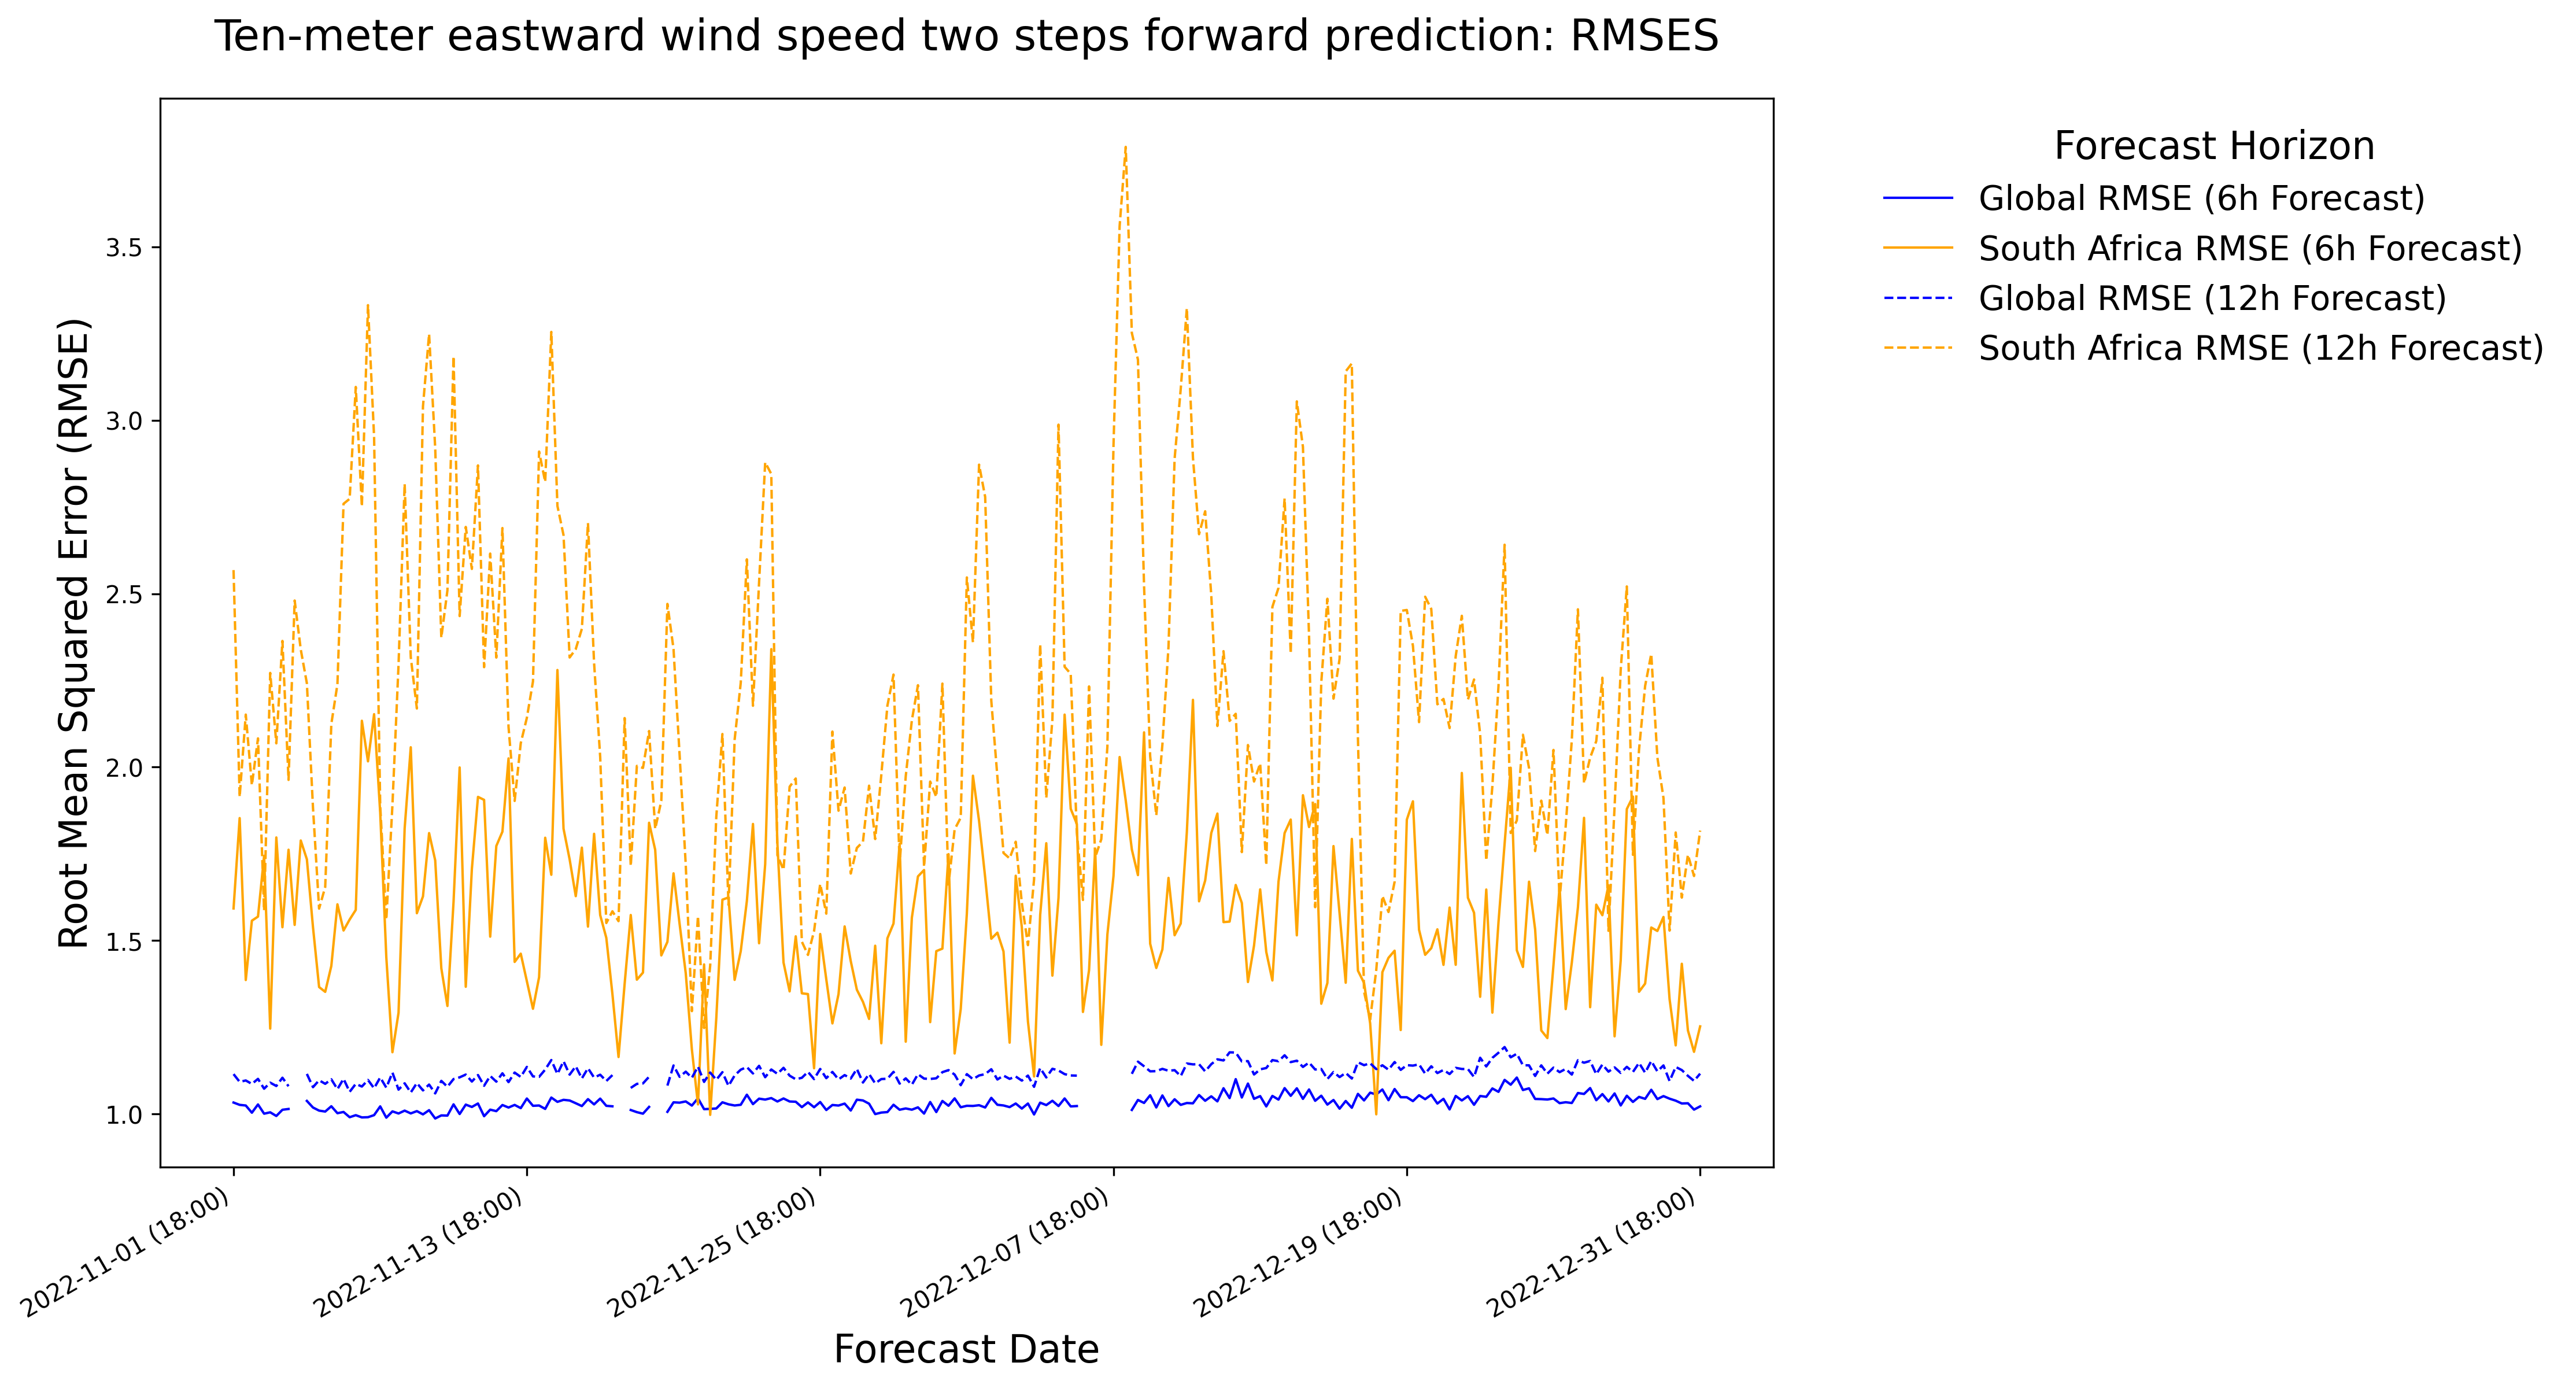 Ten-meter eastward wind speed two steps forward prediction: RMSES
Forecast Horizon
Global RMSE (6h Forecast)
South Africa RMSE (6h Forecast)
Global RMSE (12h Forecast)
South Africa RMSE (12h Forecast)
Root Mean Squared Error (RMSE)
3.5
3.0
2.5
2.0
1.5
1.0
2022-11-01 (18:00)
2022-11-13 (18:00)
2022-11-25 (18:00)
2022-12-07 (18:00)
2022-12-19 (18:00)
2022-12-31 (18:00)
Forecast Date